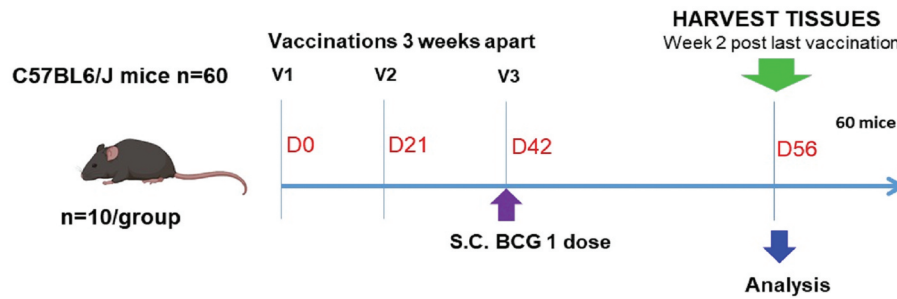 HARVEST TISSUES
Week 2 post last vaccination
Vaccinations 3 weeks apart
C57BL6/J mice n=60
V1 V2 V3
60 mice
D0 D21 D42 D56
n=10/group
S.C. BCG 1 dose
Analysis